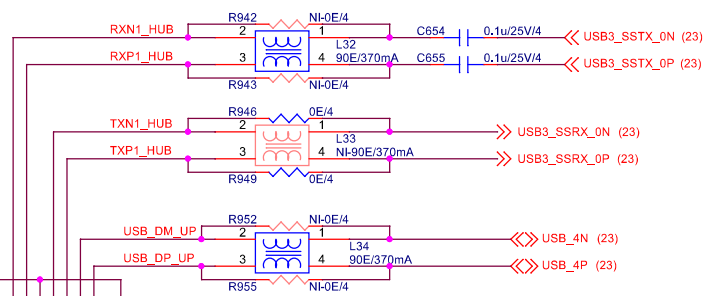 R942 NI-0E/4
RXN1_HUB 2 1 C654 0.1u/25V/4 USB3_SSTX_0N (23)
L32
RXP1_HUB 3 4 90E/370mA C655 0.1u/25V/4 USB3_SSTX_0P (23)
R943 NI-0E/4
R946 0E/4
TXN1_HUB 2 1 USB3_SSRX_0N (23)
L33
TXP1_HUB 3 4 NI-90E/370mA USB3_SSRX_0P (23)
R949 0E/4
R952 NI-0E/4
USB_DM_UP 2 1 USB_4N (23)
L34
USB_DP_UP 3 4 90E/370mA USB_4P (23)
R955 NI-0E/4